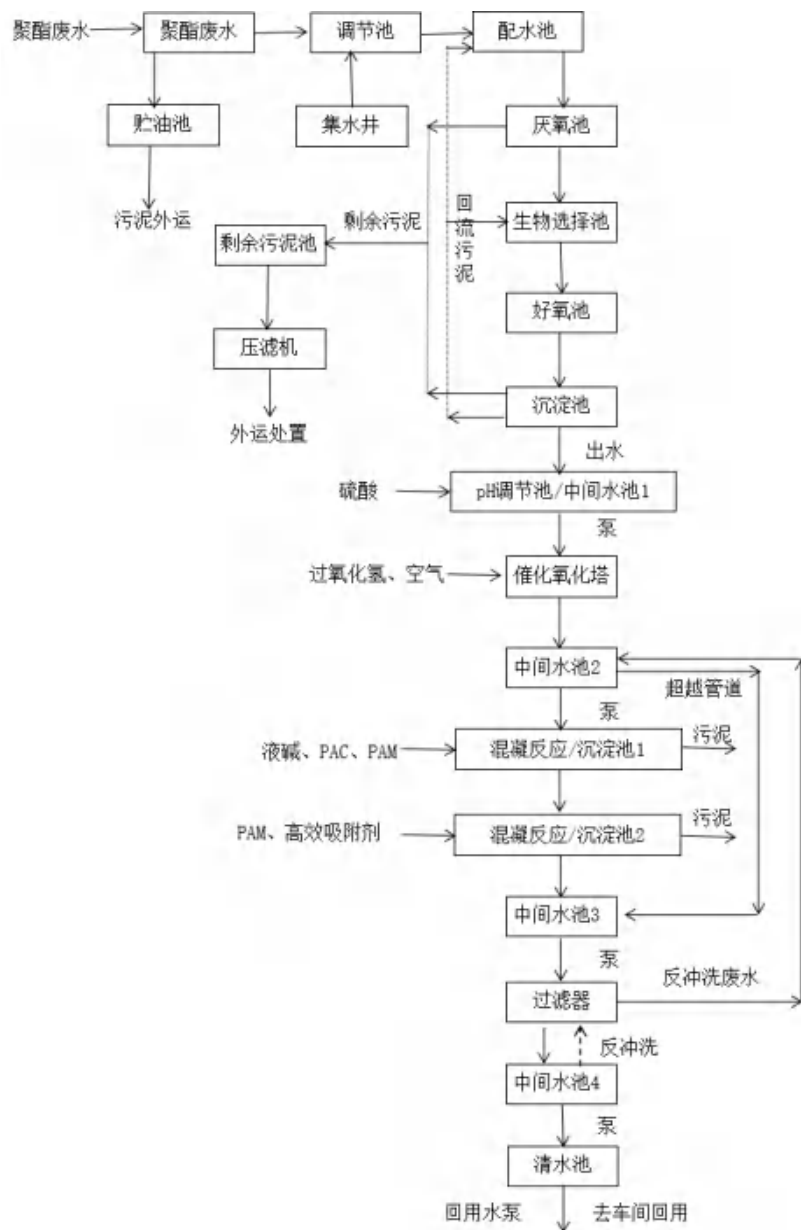 聚酯废水
聚酯废水
调节池
配水池
贮油池
集水井
厌氧池
污泥外运
剩余污泥
回流污泥
生物选择池
剩余污泥池
好氧池
压滤机
沉淀池
外运处置
出水
硫酸
pH调节池/中间水池1
泵
过氧化氢、空气
催化氧化塔
中间水池2
超越管道
泵
液碱、PAC、PAM
混凝反应/沉淀池1
污泥
PAM、高效吸附剂
混凝反应/沉淀池2
污泥
中间水池3
泵
反冲洗废水
过滤器
反冲洗
中间水池4
泵
清水池
回用水泵
去车间回用